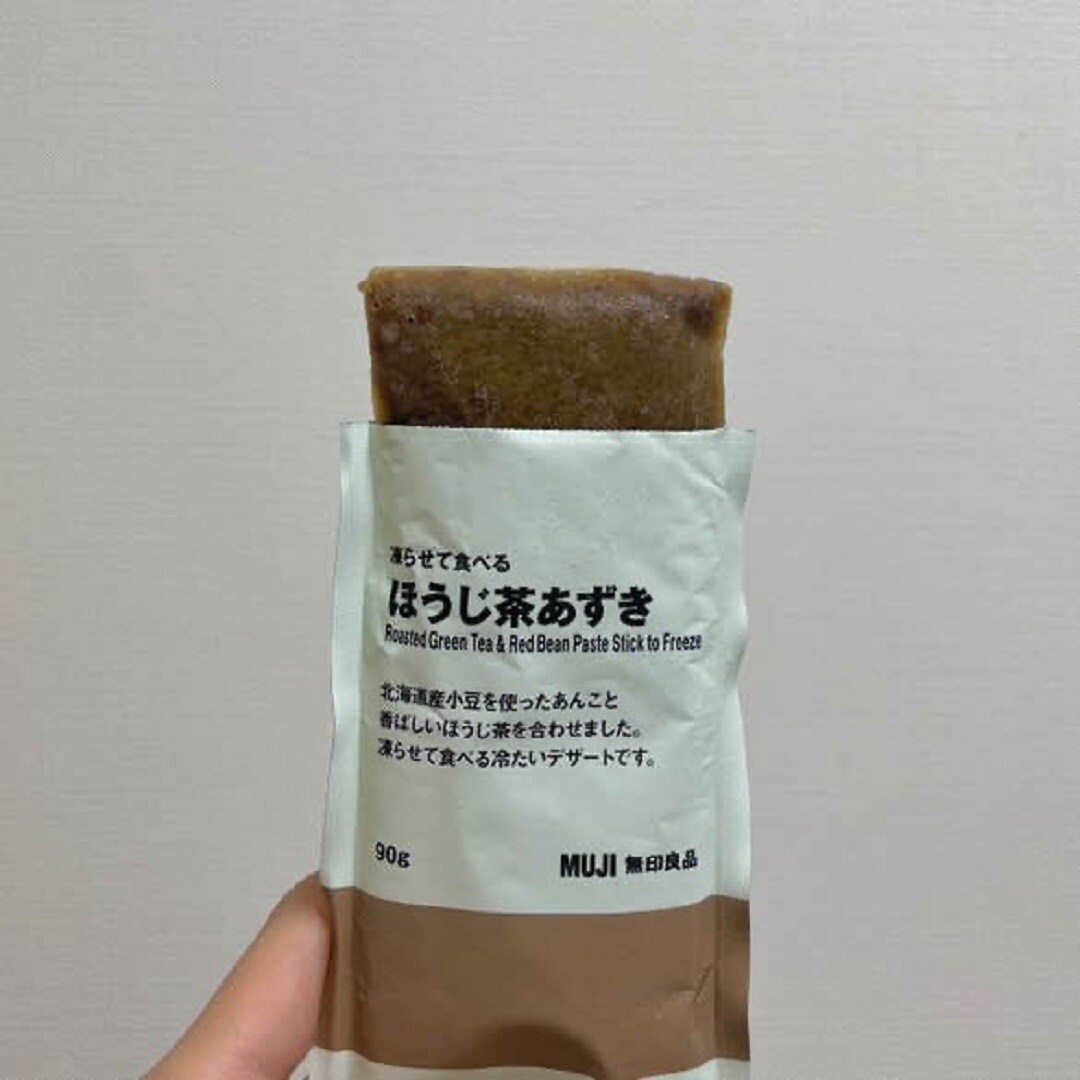 凍らせて食べる
ほうじ茶あずき
Roasted Green Tea & Red Bean Paste Stick to Freeze
北海道産小豆を使ったあんこと
香ばしいほうじ茶を合わせました。
凍らせて食べる冷たいデザートです。
90g
MUJI 無印良品